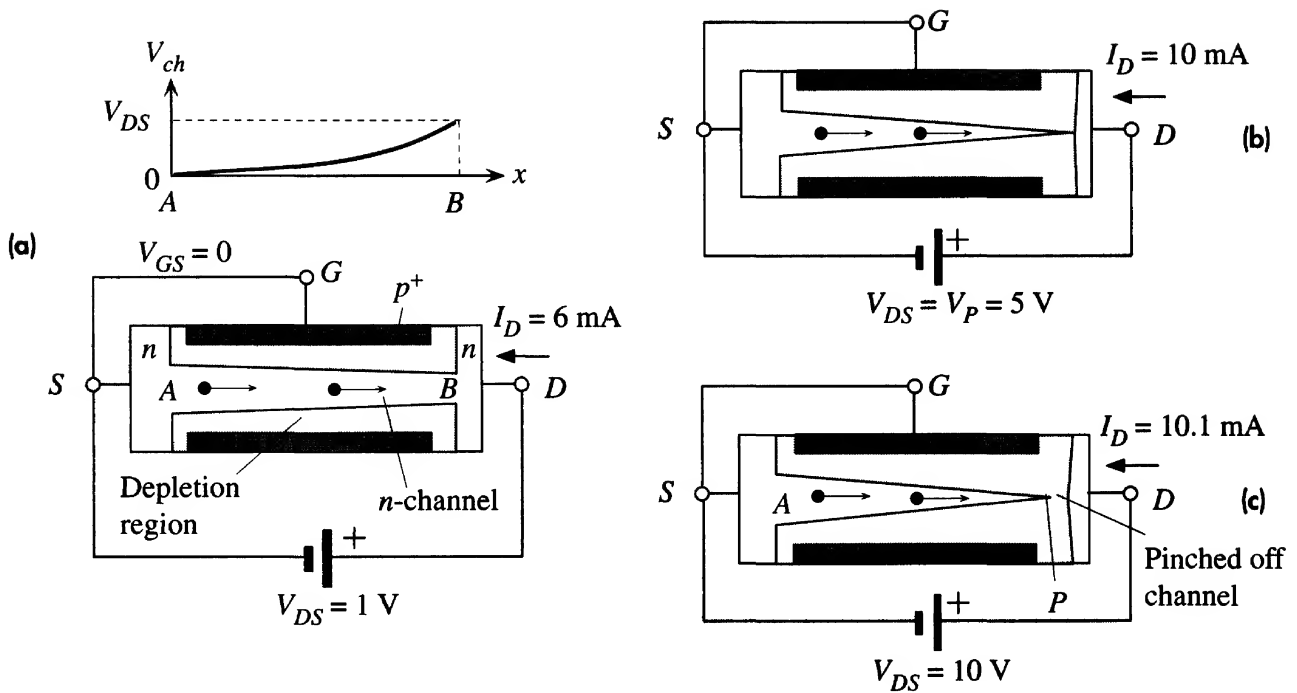 V_ch
V_DS
0
A
B
x
(a)
V_GS = 0
G
p⁺
I_D = 6 mA
n
n
S
A
B
D
Depletion
region
n-channel
+
V_DS = 1 V
G
I_D = 10 mA
S
D
(b)
+
V_DS = V_P = 5 V
G
I_D = 10.1 mA
S
A
D
(c)
Pinched off
channel
P
+
V_DS = 10 V